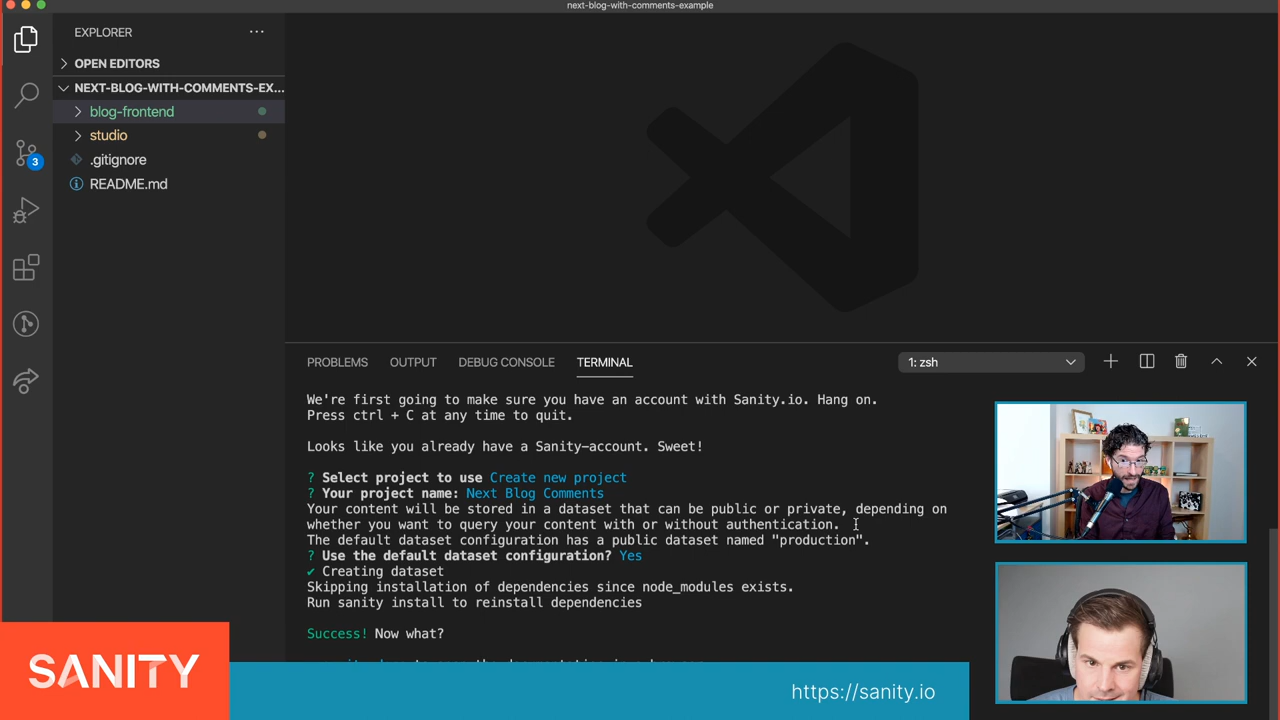 next-blog-with-comments-example
EXPLORER
OPEN EDITORS
NEXT-BLOG-WITH-COMMENTS-EX...
blog-frontend
studio
.gitignore
README.md
3
PROBLEMS OUTPUT DEBUG CONSOLE TERMINAL
1: zsh
We're first going to make sure you have an account with Sanity.io. Hang on.
Press ctrl + C at any time to quit.
Looks like you already have a Sanity-account. Sweet!
? Select project to use Create new project
? Your project name: Next Blog Comments
Your content will be stored in a dataset that can be public or private, depending on
whether you want to query your content with or without authentication.
The default dataset configuration has a public dataset named "production".
? Use the default dataset configuration? Yes
✔ Creating dataset
Skipping installation of dependencies since node_modules exists.
Run sanity install to reinstall dependencies
Success! Now what?
SANITY
https://sanity.io